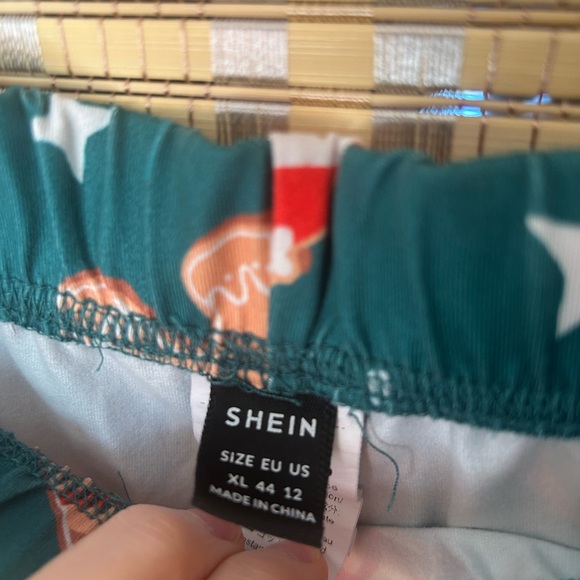 SHEIN
SIZE EU US
XL 44 12
MADE IN CHINA